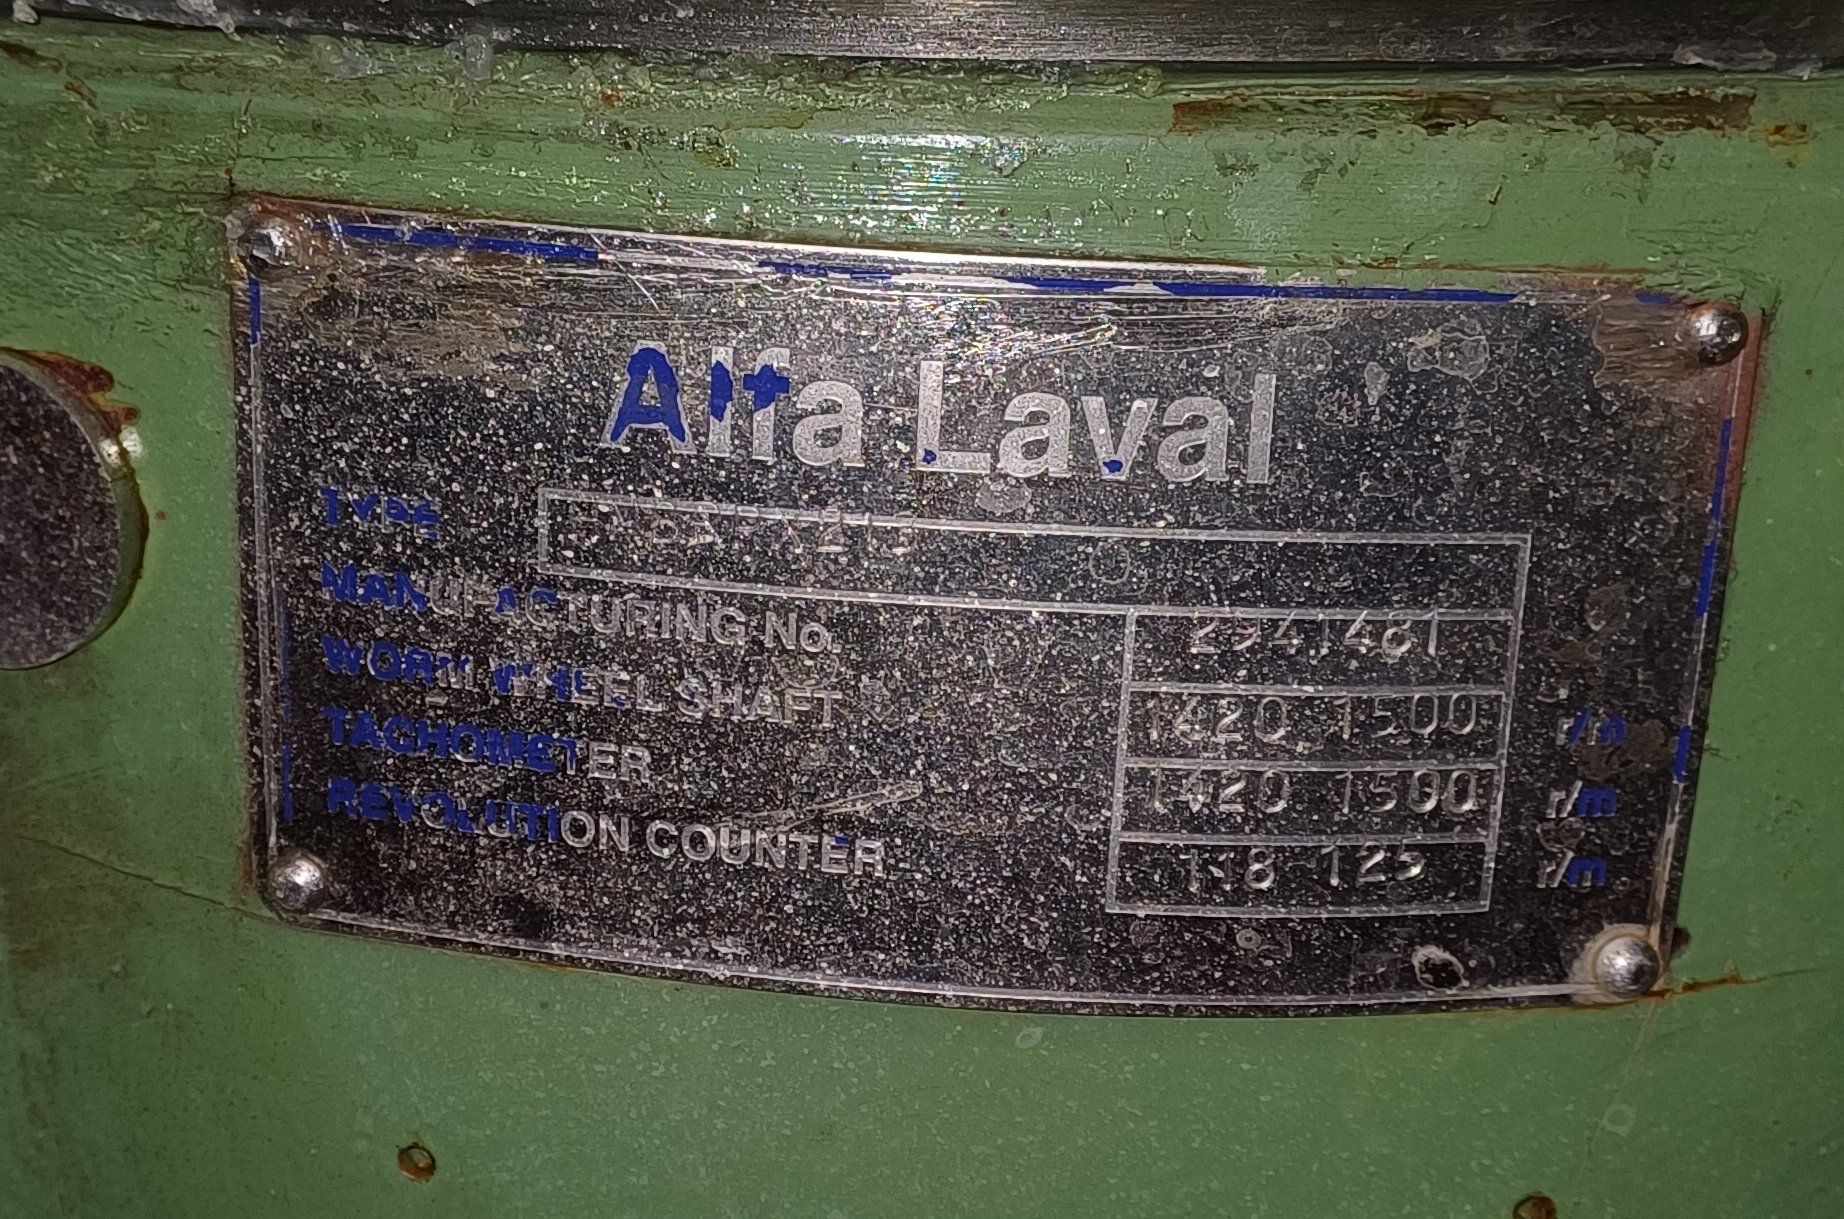 Alfa Laval
TYPE
MANUFACTURING No. 2941481
WORM WHEEL SHAFT 1420 1500 r/m
TACHOMETER 1420 1500 r/m
REVOLUTION COUNTER 118 125 r/m